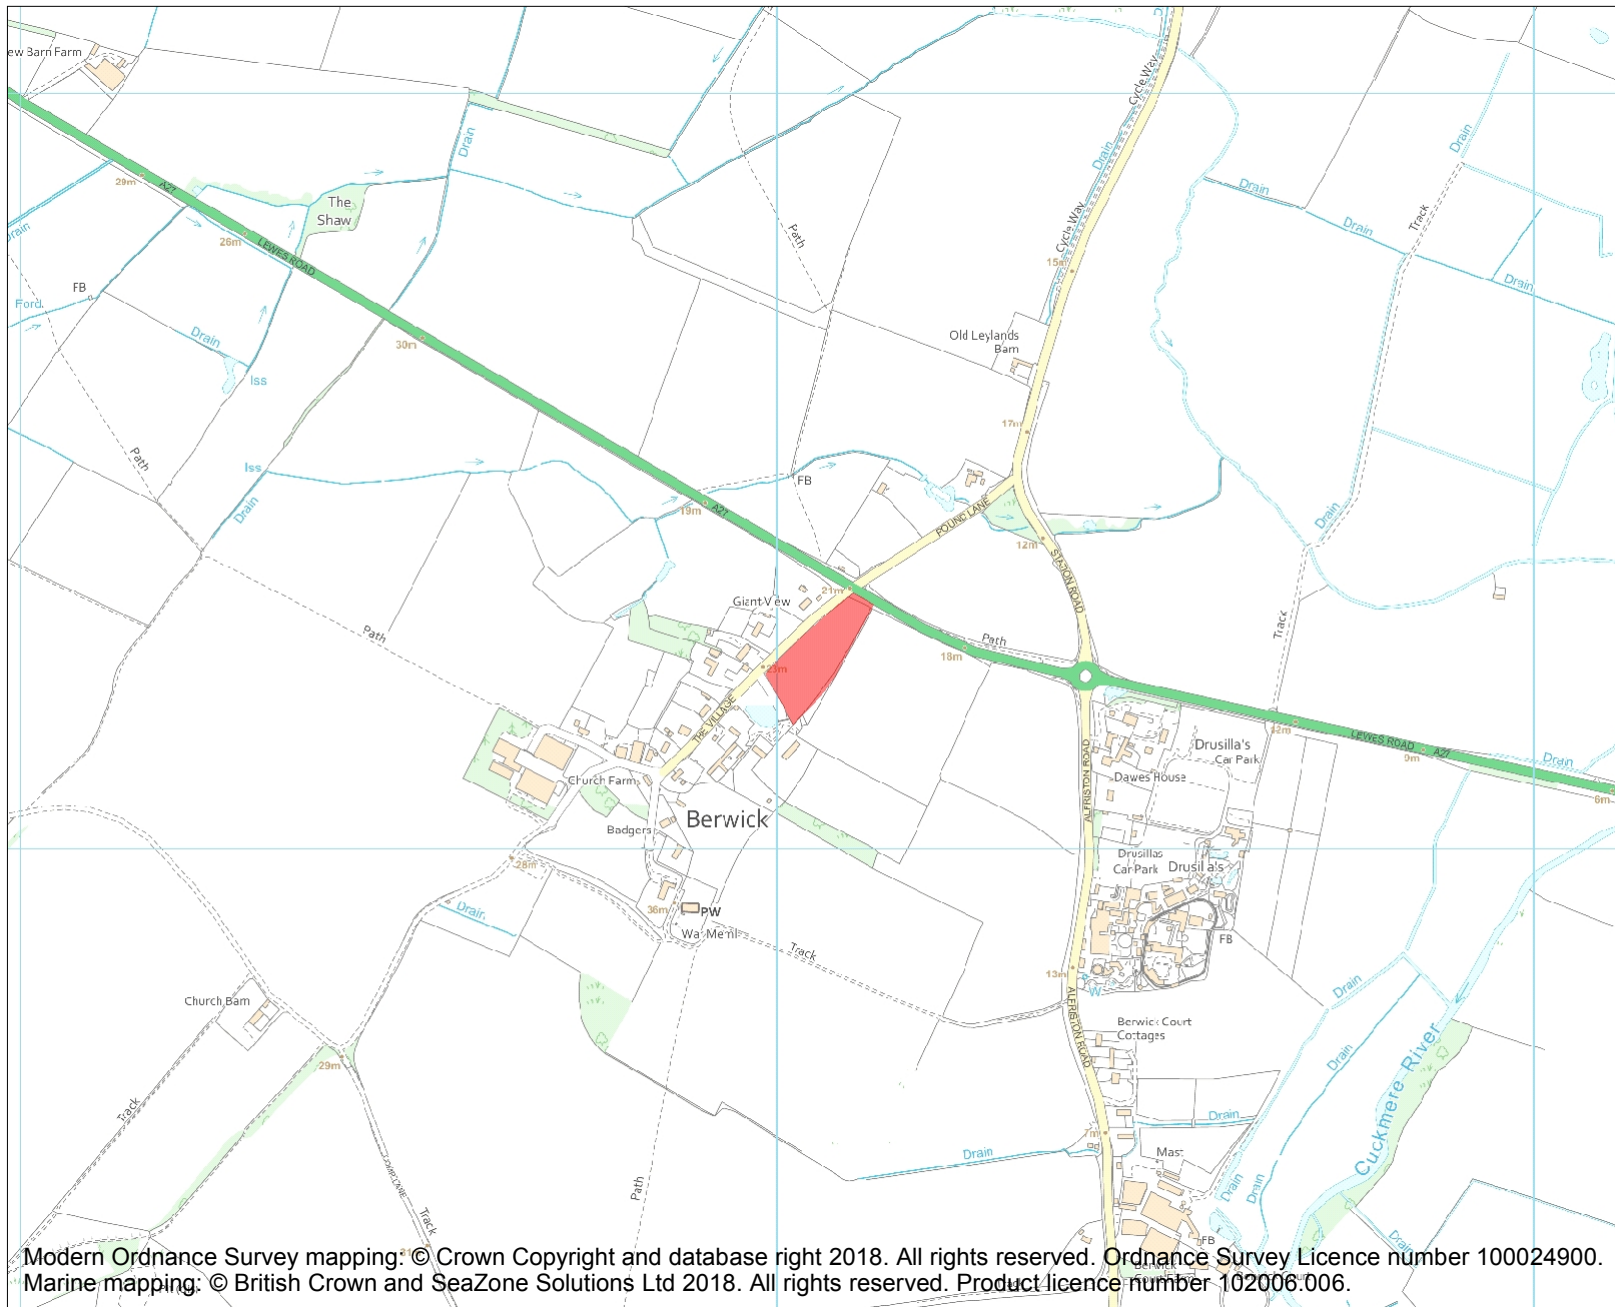 ew Barn Farm
Drain
Cycle Way
Drain
Drain
29m
A27
The
Shaw
Path
Drain
Drain
Drain
Track
Cycle Way
26m
LEWES ROAD
15m
Drain
Drain
FB
Ford
Drain
30m
Old Leylands
Barn
Iss
17m
Path
Iss
FB
Drain
19m
A27
POUND LANE
12m
Drain
STATION ROAD
Giant View
21m
Path
Path
18m
Track
23m
THE VILLAGE
ALFRISTON ROAD
Drusilla's
Car Park
LEWES ROAD
A27
9m
Drain
6m
Church Farm
Dawes House
Berwick
Badgers
28m
Drusillas
Car Park
Drusilla's
36m
PW
War Meml
Track
FB
13m
W
Drain
Church Barn
ALFRISTON ROAD
Berwick Court
Cottages
Drain
Cuckmere River
29m
Track
7m
Drain
Drain
Mast
Path
Drain
Drain
Track
Drain
FB
Modern Ordnance Survey mapping: © Crown Copyright and database right 2018. All rights reserved. Ordnance Survey Licence number 100024900.
Marine mapping: © British Crown and SeaZone Solutions Ltd 2018. All rights reserved. Product licence number 102006.006.